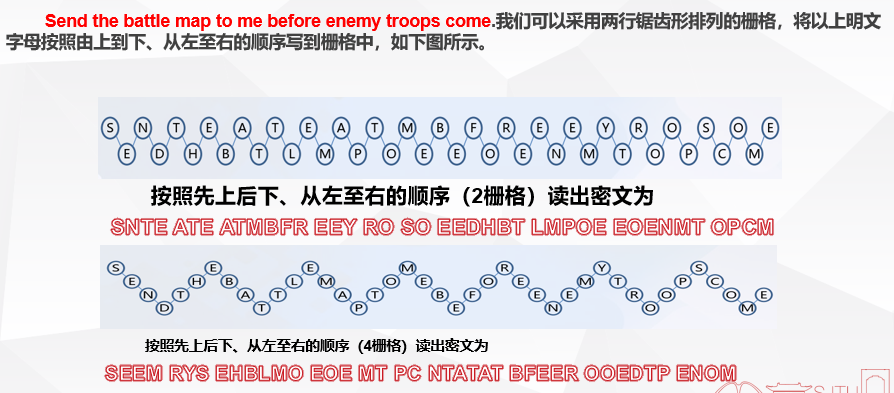 Send the battle map to me before enemy troops come.我们可以采用两行锯齿形排列的栅格，将以上明文
字母按照由上到下、从左至右的顺序写到栅格中，如下图所示。
S N T E A T E A T M B F R E E Y R O S O E
E D H B T L M P O E E O E N M T O P C M
按照先上后下、从左至右的顺序（2栅格）读出密文为
SNTE ATE ATMBFR EEY RO SO EEDHBT LMPOE EOENMT OPCM
S E M R Y S
E H B L M O E O E M T P C
N T A T A T B F E E R O O E
D T P E N O M
按照先上后下、从左至右的顺序（4栅格）读出密文为
SEEM RYS EHBLMO EOE MT PC NTATAT BFEER OOEDTP ENOM
SJTU